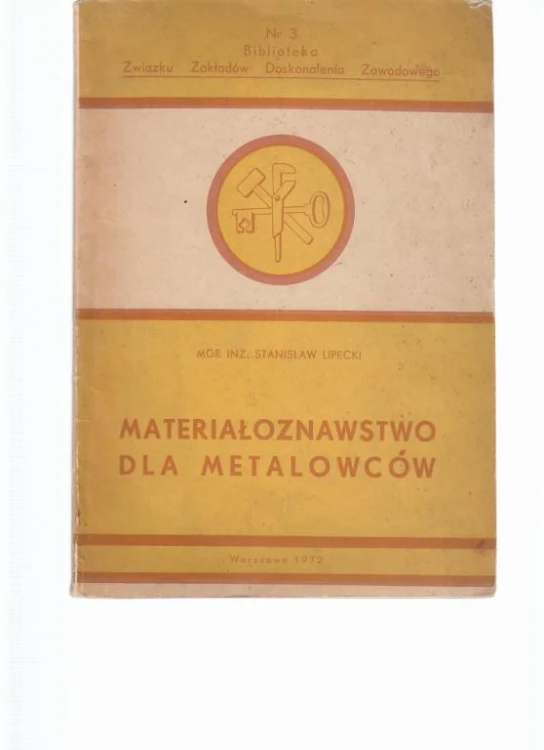 Nr 3
Biblioteka
Związku Zakładów Doskonalenia Zawodowego
MGR INŻ. STANISŁAW LIPECKI
MATERIAŁOZNAWSTWO
DLA METALOWCÓW
Warszawa 1972